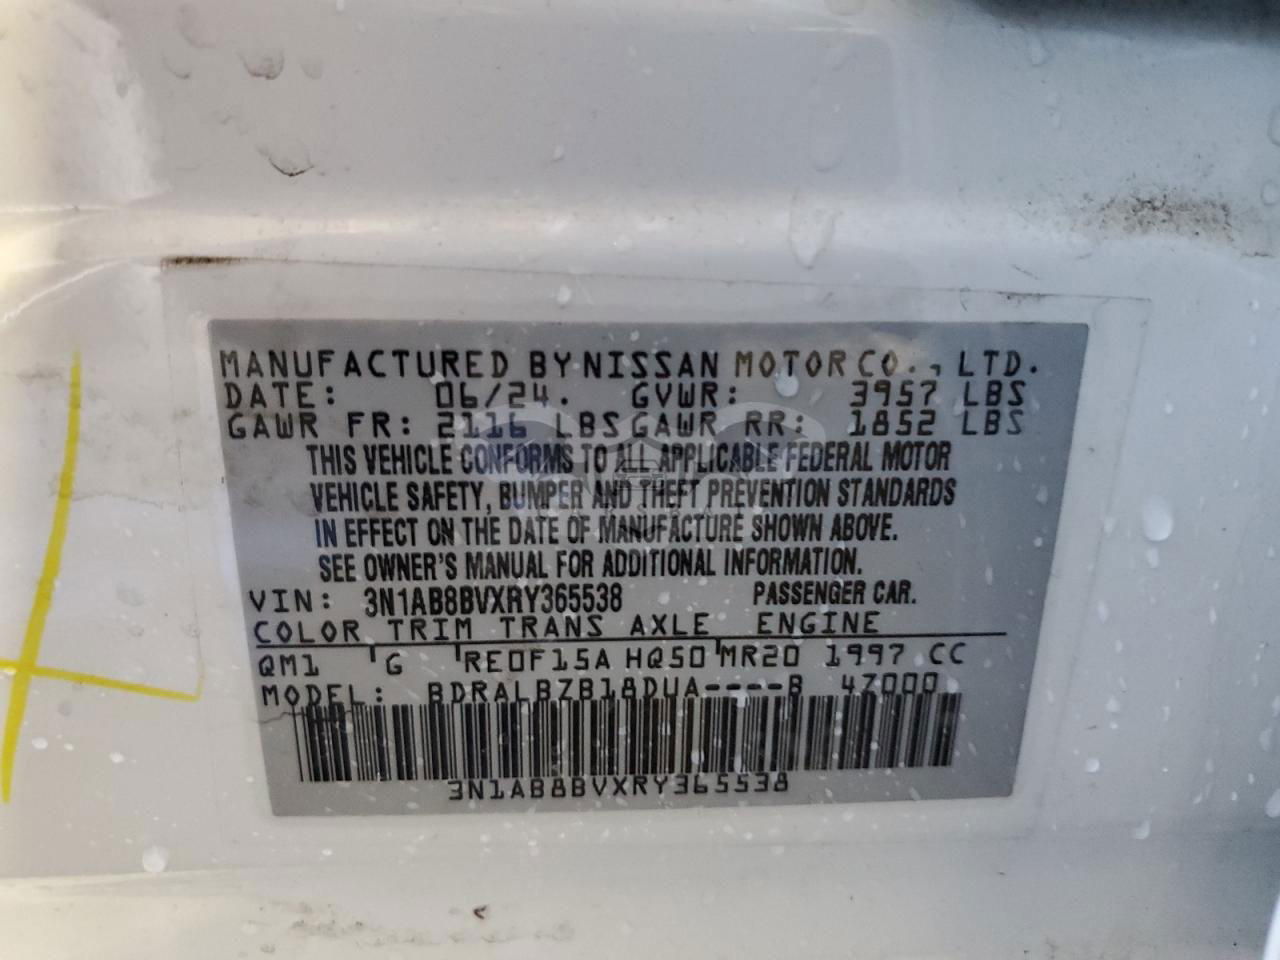 MANUFACTURED BY NISSAN MOTOR CO., LTD.
DATE: 06/24. GVWR: 3957 LBS
GAWR FR: 2116 LBS GAWR RR: 1852 LBS
THIS VEHICLE CONFORMS TO ALL APPLICABLE FEDERAL MOTOR
VEHICLE SAFETY, BUMPER AND THEFT PREVENTION STANDARDS
IN EFFECT ON THE DATE OF MANUFACTURE SHOWN ABOVE.
SEE OWNER'S MANUAL FOR ADDITIONAL INFORMATION.
VIN: 3N1AB8BVXRY365538 PASSENGER CAR.
COLOR TRIM TRANS AXLE ENGINE
QM1 G RE0F15A HQ50 MR20 1997 CC
MODEL: BDRALBZB18DUA----B 4Z000
3N1AB8BVXRY365538